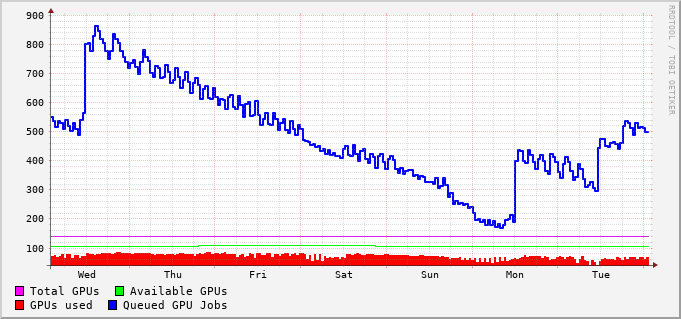 900
800
700
600
500
400
300
200
100
Wed Thu Fri Sat Sun Mon Tue
Total GPUs Available GPUs
GPUs used Queued GPU Jobs
RRDTOOL / TOBI OETIKER